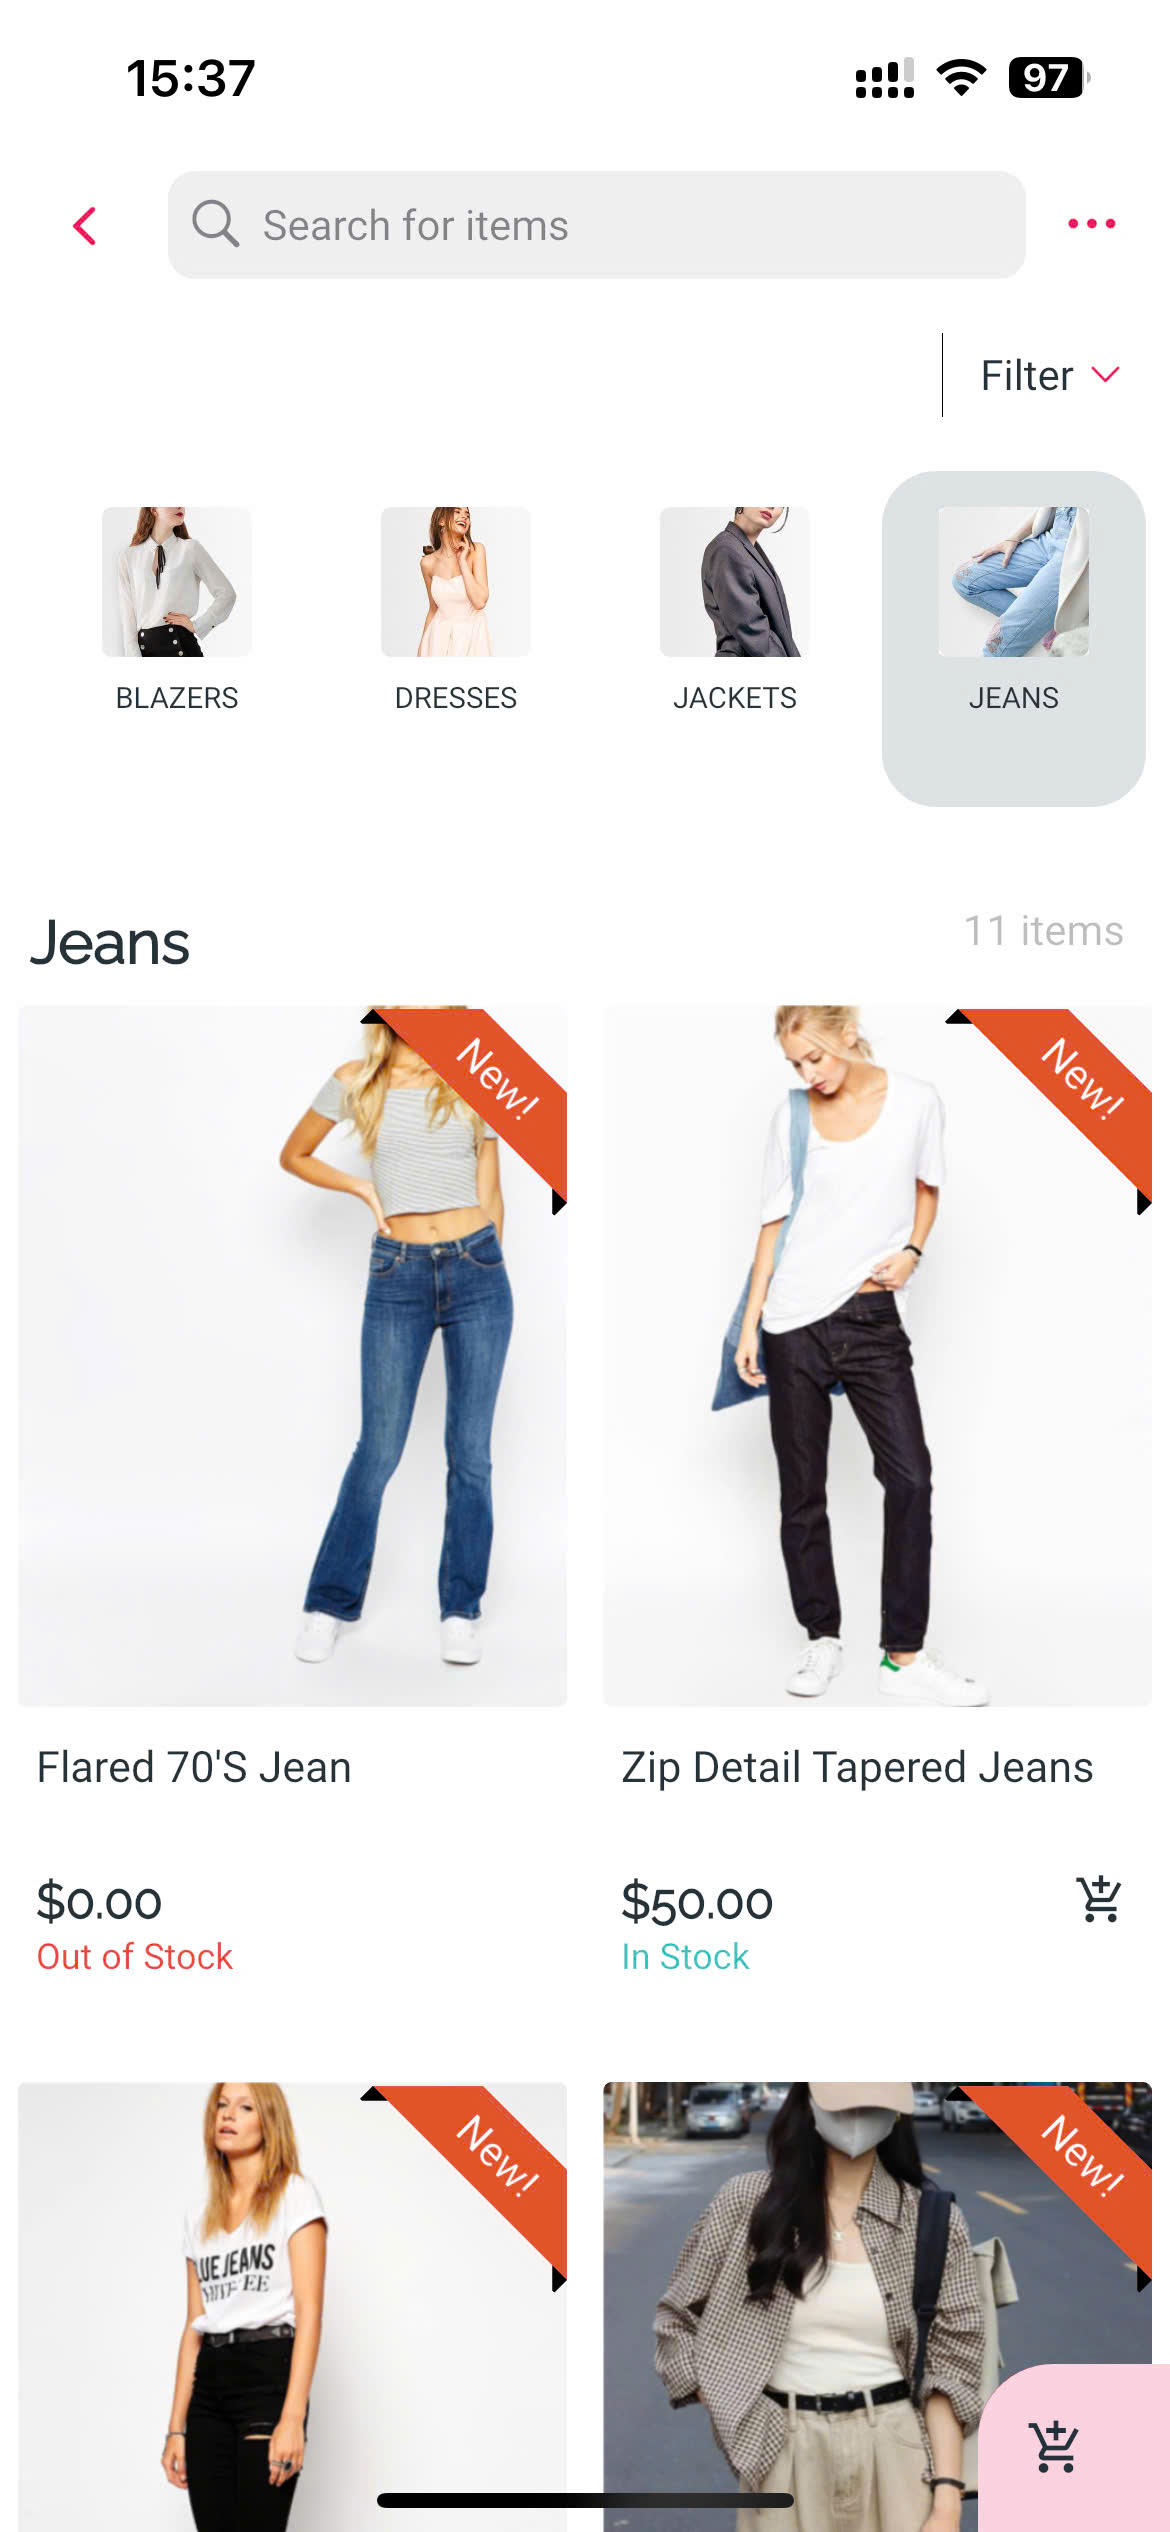 15:37
97
Search for items
Filter
BLAZERS
DRESSES
JACKETS
JEANS
Jeans
11 items
New!
New!
Flared 70'S Jean
Zip Detail Tapered Jeans
$0.00
$50.00
Out of Stock
In Stock
New!
New!
JEANS